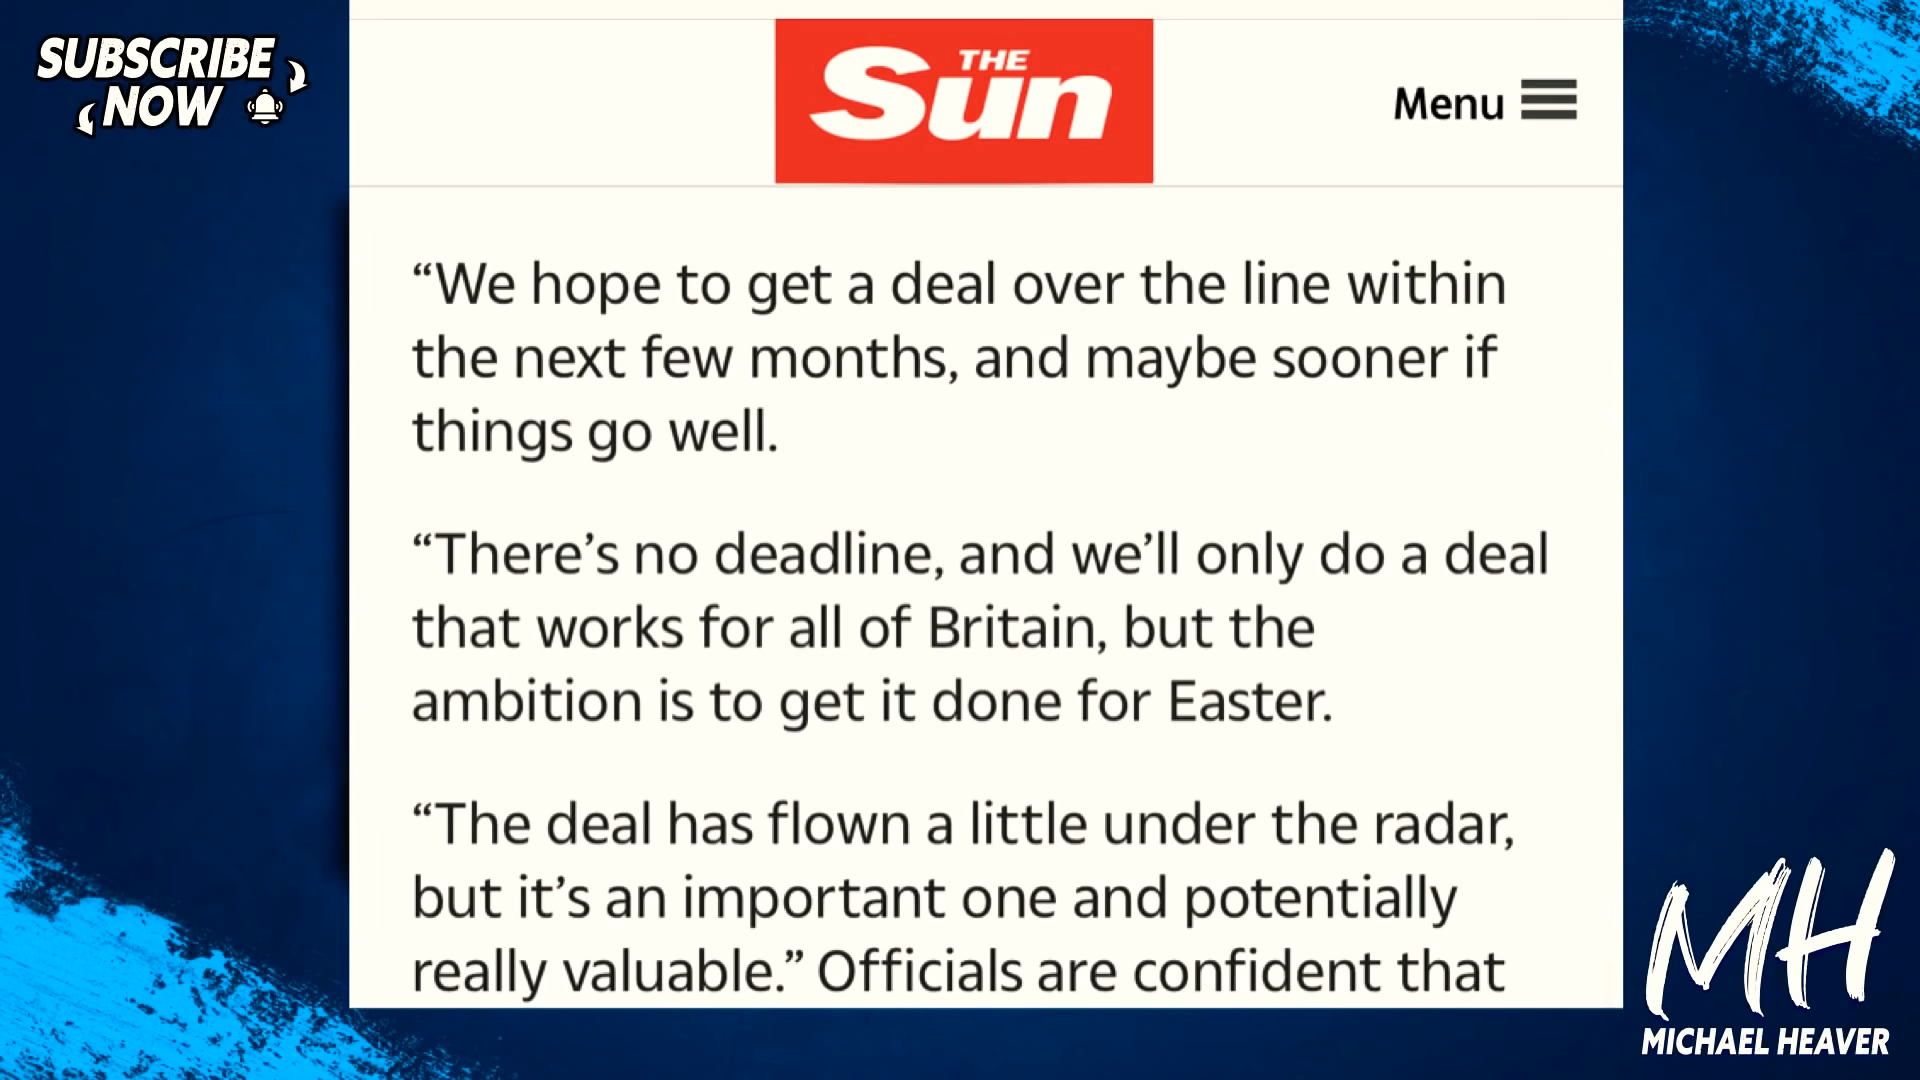 SUBSCRIBE
NOW
THE
Sun
Menu
“We hope to get a deal over the line within
the next few months, and maybe sooner if
things go well.
“There’s no deadline, and we’ll only do a deal
that works for all of Britain, but the
ambition is to get it done for Easter.
“The deal has flown a little under the radar,
but it’s an important one and potentially
really valuable.” Officials are confident that
MH
MICHAEL HEAVER